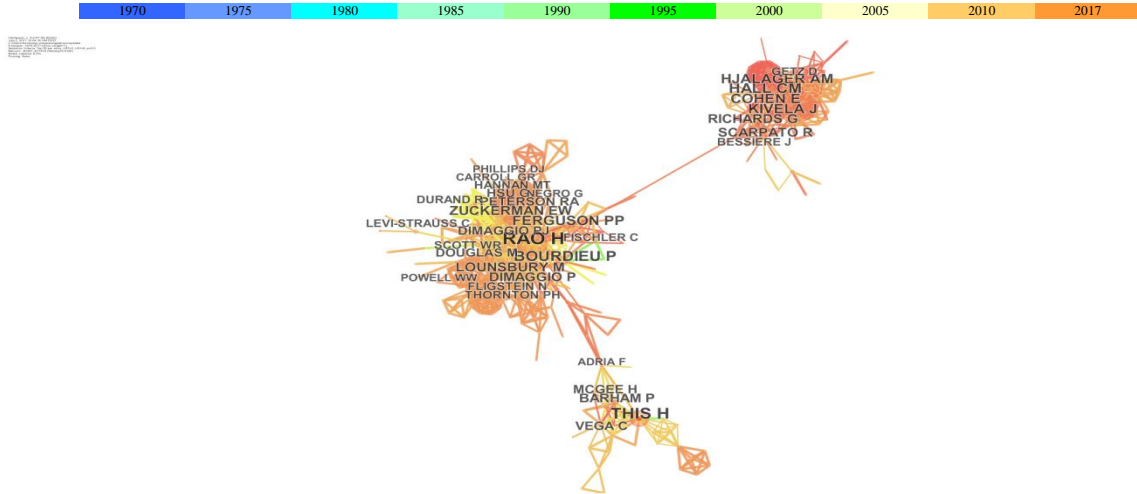 1970 1975 1980 1985 1990 1995 2000 2005 2010 2017
GETZ D
HJALAGER AM
HALL CM
COHEN E
KIVELA J
RICHARDS G
SCARPATO R
BESSIERE J
PHILLIPS DJ
CARROLL GR
HANNAN MT
HSU G NEGRO G
DURAND R PETERSON RA
ZUCKERMAN EW
FERGUSON PP
LEVI-STRAUSS C
DIMAGGIO PJ
RAO H FISCHLER C
SCOTT WR
DOUGLAS M BOURDIEU P
LOUNSBURY M
POWELL WW DIMAGGIO P
FLIGSTEIN N
THORNTON PH
ADRIA F
MCGEE H
BARHAM P
THIS H
VEGA C